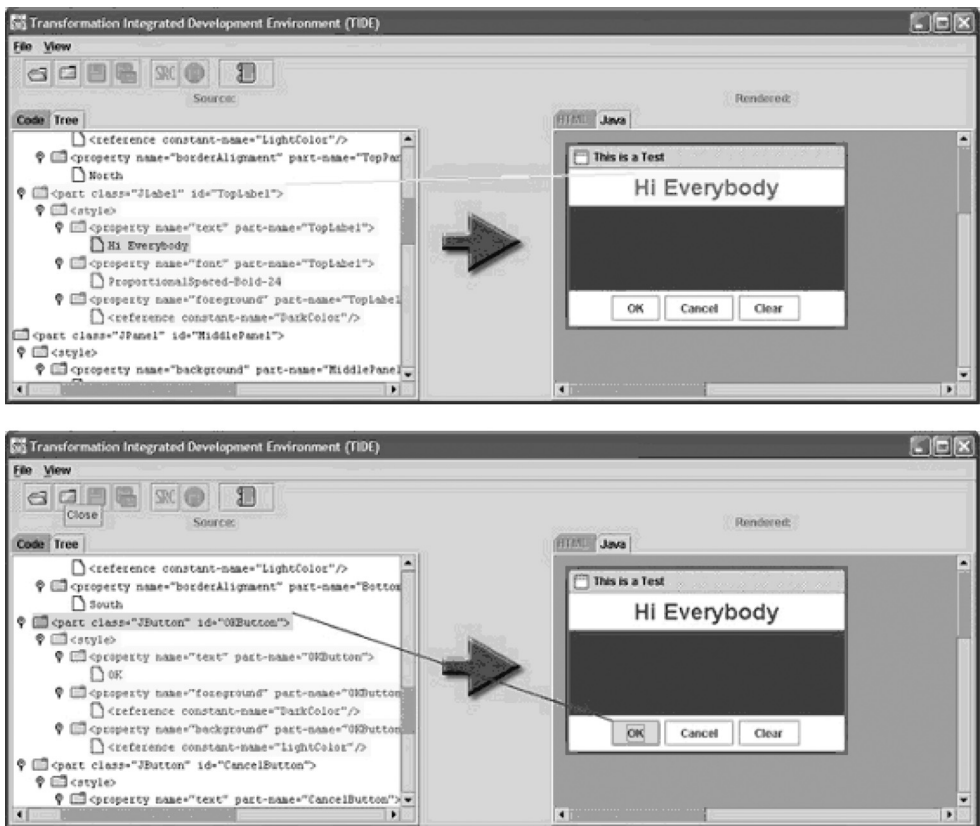 Transformation Integrated Development Environment (TIDE)
File View
SRC
Source:
Rendered:
Code Tree
HTML Java
<reference constant-name="LightColor"/>
<property name="borderAlignment" part-name="TopPan
North
<part class="JLabel" id="TopLabel">
<style>
<property name="text" part-name="TopLabel">
Hi Everybody
<property name="font" part-name="TopLabel">
ProportionalSpaced-Bold-24
<property name="foreground" part-name="TopLabel
<reference constant-name="DarkColor"/>
<part class="JPanel" id="MiddlePanel">
<style>
<property name="background" part-name="MiddlePanel
This is a Test
Hi Everybody
OK Cancel Clear
Transformation Integrated Development Environment (TIDE)
File View
SRC
Close
Source:
Rendered:
Code Tree
HTML Java
<reference constant-name="LightColor"/>
<property name="borderAlignment" part-name="Bottom
South
<part class="JButton" id="OKButton">
<style>
<property name="text" part-name="OKButton">
OK
<property name="foreground" part-name="OKButton
<reference constant-name="DarkColor"/>
<property name="background" part-name="OKButton
<reference constant-name="LightColor"/>
<part class="JButton" id="CancelButton">
<style>
<property name="text" part-name="CancelButton">
This is a Test
Hi Everybody
OK Cancel Clear